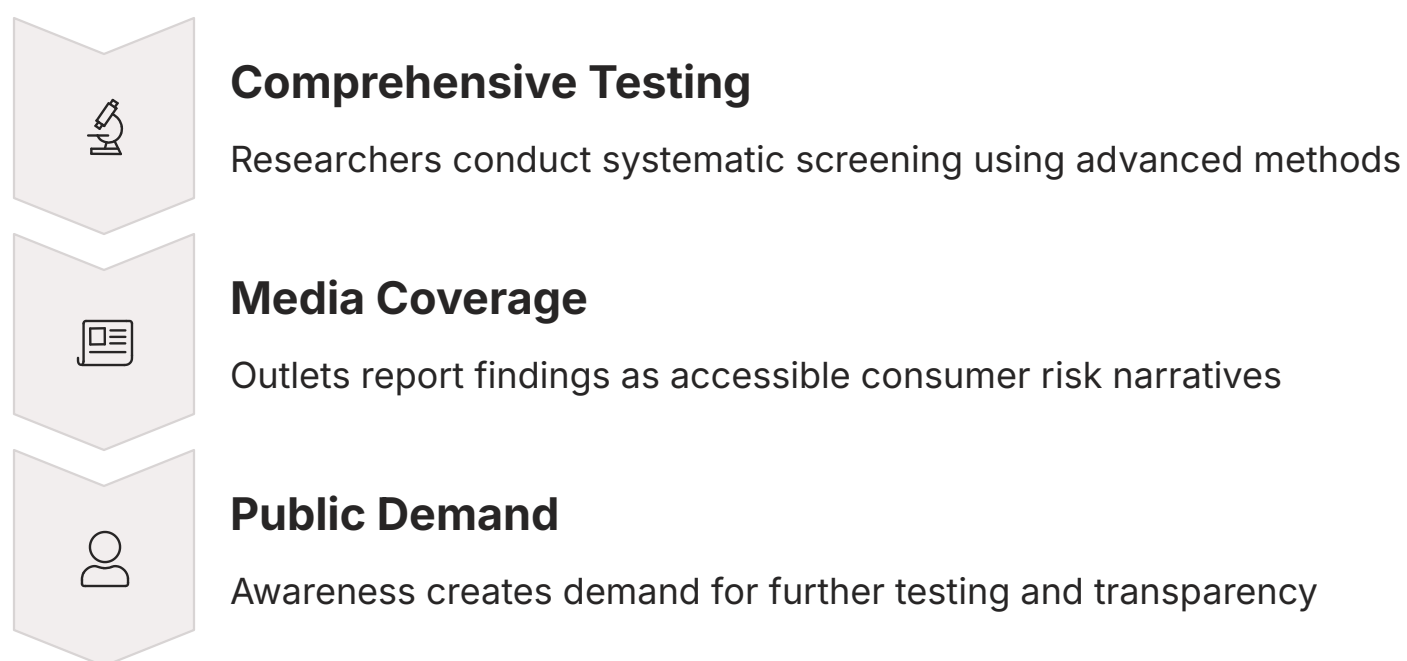 Comprehensive Testing
Researchers conduct systematic screening using advanced methods
Media Coverage
Outlets report findings as accessible consumer risk narratives
Public Demand
Awareness creates demand for further testing and transparency